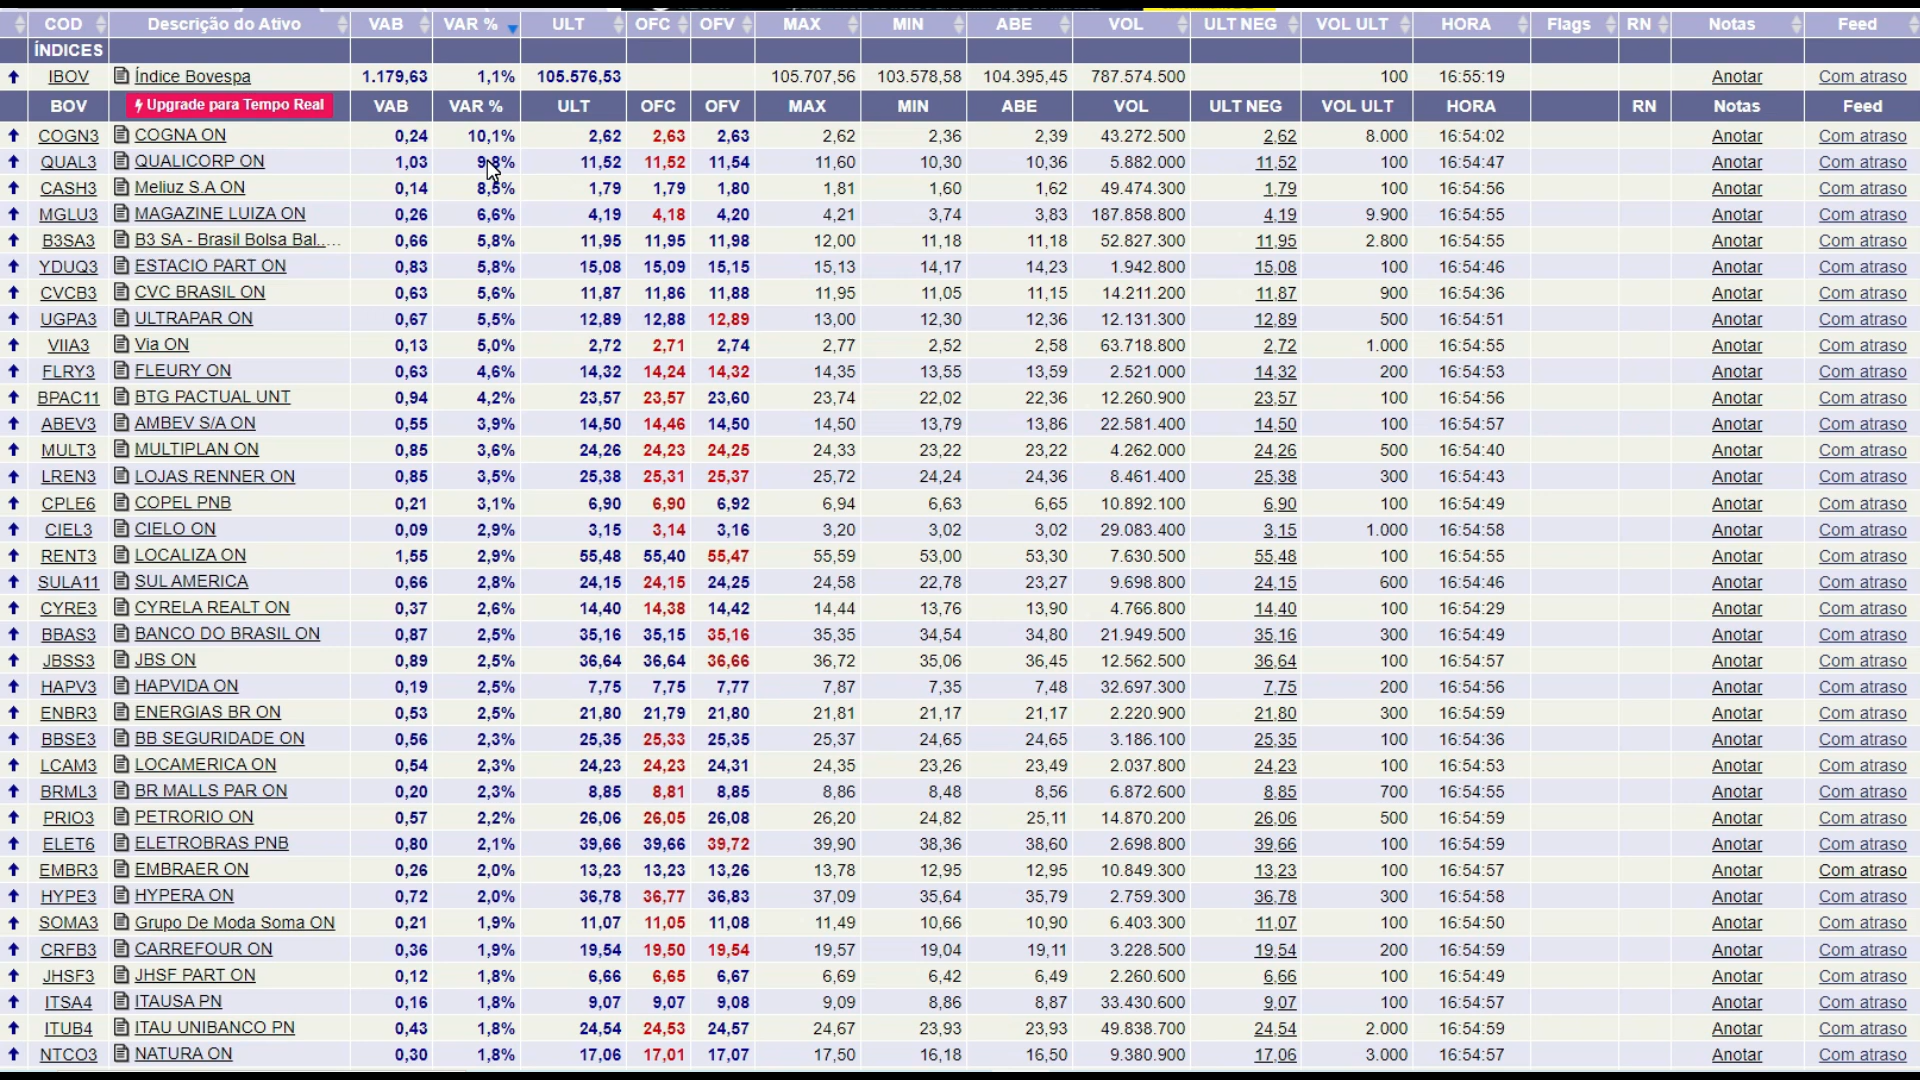 COD Descrição do Ativo VAB VAR % ULT OFC OFV MAX MIN ABE VOL ULT NEG VOL ULT HORA Flags RN Notas Feed
ÍNDICES
IBOV Índice Bovespa 1.179,63 1,1% 105.576,53 105.707,56 103.578,58 104.395,45 787.574.500 100 16:55:19 Anotar Com atraso
BOV Upgrade para Tempo Real VAB VAR % ULT OFC OFV MAX MIN ABE VOL ULT NEG VOL ULT HORA RN Notas Feed
COGN3 COGNA ON 0,24 10,1% 2,62 2,63 2,63 2,62 2,36 2,39 43.272.500 2,62 8.000 16:54:02 Anotar Com atraso
QUAL3 QUALICORP ON 1,03 9,8% 11,52 11,52 11,54 11,60 10,30 10,36 5.882.000 11,52 100 16:54:47 Anotar Com atraso
CASH3 Meliuz S.A ON 0,14 8,5% 1,79 1,79 1,80 1,81 1,60 1,62 49.474.300 1,79 100 16:54:56 Anotar Com atraso
MGLU3 MAGAZINE LUIZA ON 0,26 6,6% 4,19 4,18 4,20 4,21 3,74 3,83 187.858.800 4,19 9.900 16:54:55 Anotar Com atraso
B3SA3 B3 SA - Brasil Bolsa Bal..... 0,66 5,8% 11,95 11,95 11,98 12,00 11,18 11,18 52.827.300 11,95 2.800 16:54:55 Anotar Com atraso
YDUQ3 ESTACIO PART ON 0,83 5,8% 15,08 15,09 15,15 15,13 14,17 14,23 1.942.800 15,08 100 16:54:46 Anotar Com atraso
CVCB3 CVC BRASIL ON 0,63 5,6% 11,87 11,86 11,88 11,95 11,05 11,15 14.211.200 11,87 900 16:54:36 Anotar Com atraso
UGPA3 ULTRAPAR ON 0,67 5,5% 12,89 12,88 12,89 13,00 12,30 12,36 12.131.300 12,89 500 16:54:51 Anotar Com atraso
VIIA3 Via ON 0,13 5,0% 2,72 2,71 2,74 2,77 2,52 2,58 63.718.800 2,72 1.000 16:54:55 Anotar Com atraso
FLRY3 FLEURY ON 0,63 4,6% 14,32 14,24 14,32 14,35 13,55 13,59 2.521.000 14,32 200 16:54:53 Anotar Com atraso
BPAC11 BTG PACTUAL UNT 0,94 4,2% 23,57 23,57 23,60 23,74 22,02 22,36 12.260.900 23,57 100 16:54:56 Anotar Com atraso
ABEV3 AMBEV S/A ON 0,55 3,9% 14,50 14,46 14,50 14,50 13,79 13,86 22.581.400 14,50 100 16:54:57 Anotar Com atraso
MULT3 MULTIPLAN ON 0,85 3,6% 24,26 24,23 24,25 24,33 23,22 23,22 4.262.000 24,26 500 16:54:40 Anotar Com atraso
LREN3 LOJAS RENNER ON 0,85 3,5% 25,38 25,31 25,37 25,72 24,24 24,36 8.461.400 25,38 300 16:54:43 Anotar Com atraso
CPLE6 COPEL PNB 0,21 3,1% 6,90 6,90 6,92 6,94 6,63 6,65 10.892.100 6,90 100 16:54:49 Anotar Com atraso
CIEL3 CIELO ON 0,09 2,9% 3,15 3,14 3,16 3,20 3,02 3,02 29.083.400 3,15 1.000 16:54:58 Anotar Com atraso
RENT3 LOCALIZA ON 1,55 2,9% 55,48 55,40 55,47 55,59 53,00 53,30 7.630.500 55,48 100 16:54:55 Anotar Com atraso
SULA11 SUL AMERICA 0,66 2,8% 24,15 24,15 24,25 24,58 22,78 23,27 9.698.800 24,15 600 16:54:46 Anotar Com atraso
CYRE3 CYRELA REALT ON 0,37 2,6% 14,40 14,38 14,42 14,44 13,76 13,90 4.766.800 14,40 100 16:54:29 Anotar Com atraso
BBAS3 BANCO DO BRASIL ON 0,87 2,5% 35,16 35,15 35,16 35,35 34,54 34,80 21.949.500 35,16 300 16:54:49 Anotar Com atraso
JBSS3 JBS ON 0,89 2,5% 36,64 36,64 36,66 36,72 35,06 36,45 12.562.500 36,64 100 16:54:57 Anotar Com atraso
HAPV3 HAPVIDA ON 0,19 2,5% 7,75 7,75 7,77 7,87 7,35 7,48 32.697.300 7,75 200 16:54:56 Anotar Com atraso
ENBR3 ENERGIAS BR ON 0,53 2,5% 21,80 21,79 21,80 21,81 21,17 21,17 2.220.900 21,80 300 16:54:59 Anotar Com atraso
BBSE3 BB SEGURIDADE ON 0,56 2,3% 25,35 25,33 25,35 25,37 24,65 24,65 3.186.100 25,35 100 16:54:36 Anotar Com atraso
LCAM3 LOCAMERICA ON 0,54 2,3% 24,23 24,23 24,31 24,35 23,26 23,49 2.037.800 24,23 100 16:54:53 Anotar Com atraso
BRML3 BR MALLS PAR ON 0,20 2,3% 8,85 8,81 8,85 8,86 8,48 8,56 6.872.600 8,85 700 16:54:55 Anotar Com atraso
PRIO3 PETRORIO ON 0,57 2,2% 26,06 26,05 26,08 26,20 24,82 25,11 14.870.200 26,06 500 16:54:59 Anotar Com atraso
ELET6 ELETROBRAS PNB 0,80 2,1% 39,66 39,66 39,72 39,90 38,36 38,60 2.698.800 39,66 100 16:54:59 Anotar Com atraso
EMBR3 EMBRAER ON 0,26 2,0% 13,23 13,23 13,26 13,78 12,95 12,95 10.849.300 13,23 100 16:54:57 Anotar Com atraso
HYPE3 HYPERA ON 0,72 2,0% 36,78 36,77 36,83 37,09 35,64 35,79 2.759.300 36,78 300 16:54:58 Anotar Com atraso
SOMA3 Grupo De Moda Soma ON 0,21 1,9% 11,07 11,05 11,08 11,49 10,66 10,90 6.403.300 11,07 100 16:54:50 Anotar Com atraso
CRFB3 CARREFOUR ON 0,36 1,9% 19,54 19,50 19,54 19,57 19,04 19,11 3.228.500 19,54 200 16:54:59 Anotar Com atraso
JHSF3 JHSF PART ON 0,12 1,8% 6,66 6,65 6,67 6,69 6,42 6,49 2.260.600 6,66 100 16:54:49 Anotar Com atraso
ITSA4 ITAUSA PN 0,16 1,8% 9,07 9,07 9,08 9,09 8,86 8,87 33.430.600 9,07 100 16:54:57 Anotar Com atraso
ITUB4 ITAU UNIBANCO PN 0,43 1,8% 24,54 24,53 24,57 24,67 23,93 23,93 49.838.700 24,54 2.000 16:54:59 Anotar Com atraso
NTCO3 NATURA ON 0,30 1,8% 17,06 17,01 17,07 17,50 16,18 16,50 9.380.900 17,06 3.000 16:54:57 Anotar Com atraso